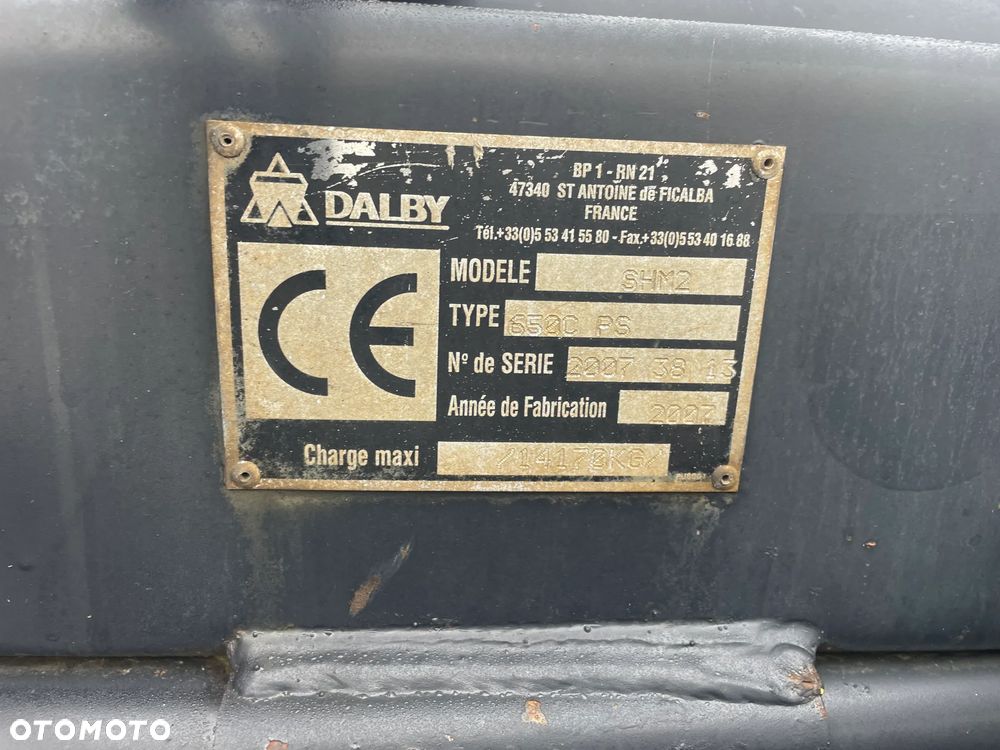 DALBY
BP 1 - RN 21
47340 ST ANTOINE de FICALBA
FRANCE
Tél.+33(0)5 53 41 55 80 - Fax.+33(0)5 53 40 16 88
CE
MODELE SHM2
TYPE 650C PS
Nº de SERIE 2007 38 13
Année de Fabrication 2007
Charge maxi /14170KG/
OTOMOTO